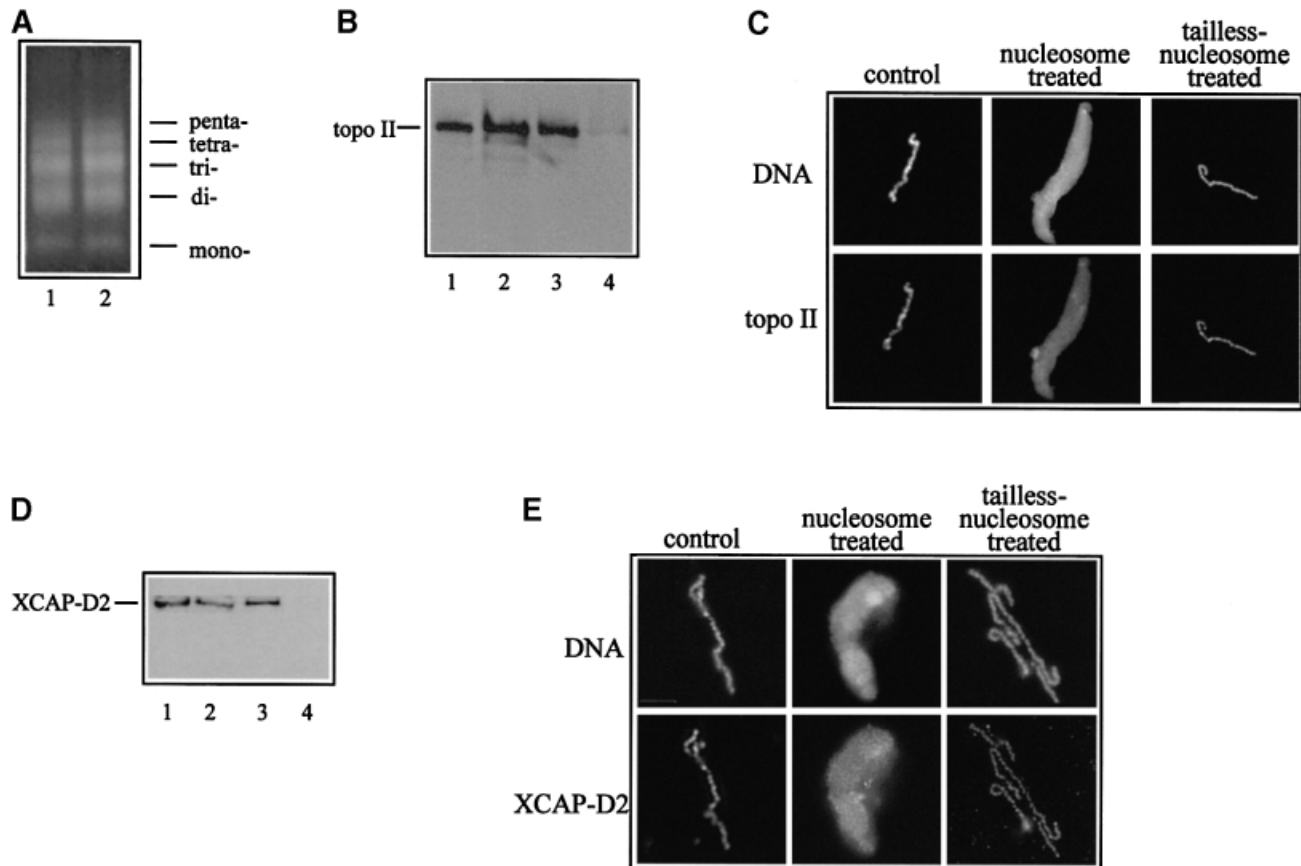 A
penta-
tetra-
tri-
di-
mono-
1 2
B
topo II
1 2 3 4
C
control
nucleosome
treated
tailless-
nucleosome
treated
DNA
topo II
D
XCAP-D2
1 2 3 4
E
control
nucleosome
treated
tailless-
nucleosome
treated
DNA
XCAP-D2